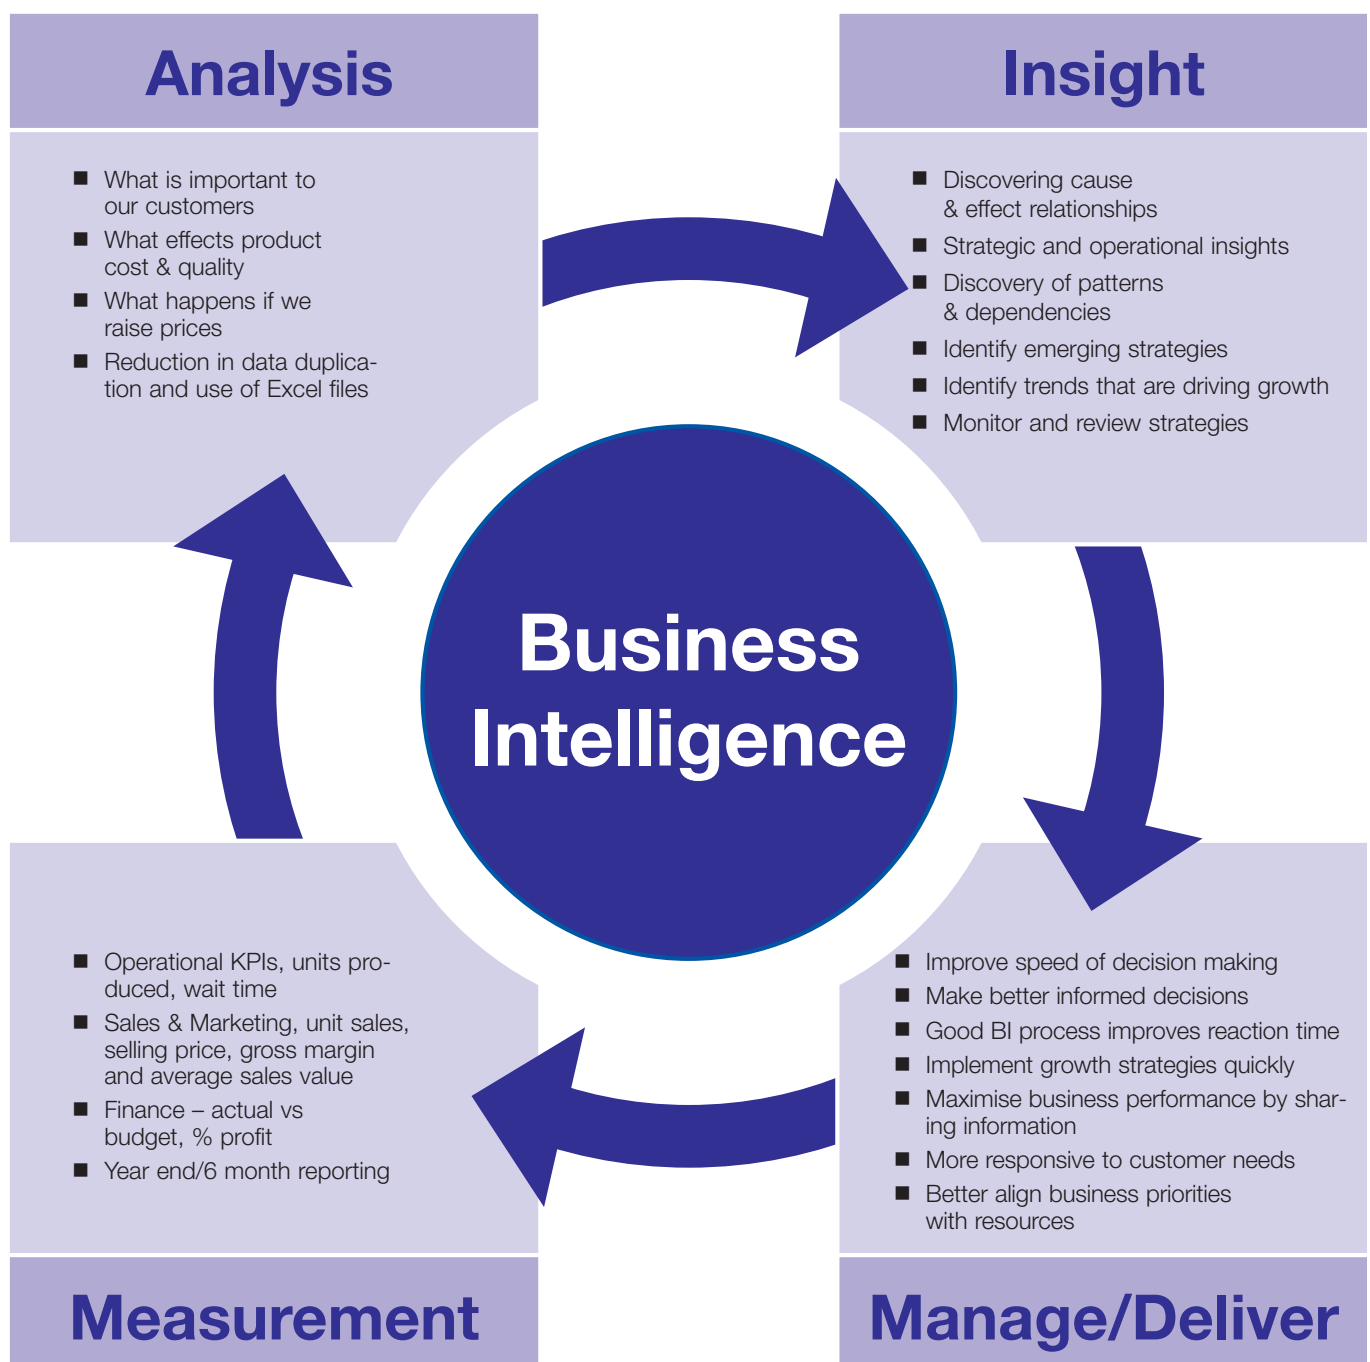 Analysis
What is important to
our customers
What effects product
cost & quality
What happens if we
raise prices
Reduction in data duplica-
tion and use of Excel files
Insight
Discovering cause
& effect relationships
Strategic and operational insights
Discovery of patterns
& dependencies
Identify emerging strategies
Identify trends that are driving growth
Monitor and review strategies
Business
Intelligence
Operational KPIs, units pro-
duced, wait time
Sales & Marketing, unit sales,
selling price, gross margin
and average sales value
Finance – actual vs
budget, % profit
Year end/6 month reporting
Measurement
Improve speed of decision making
Make better informed decisions
Good BI process improves reaction time
Implement growth strategies quickly
Maximise business performance by shar-
ing information
More responsive to customer needs
Better align business priorities
with resources
Manage/Deliver